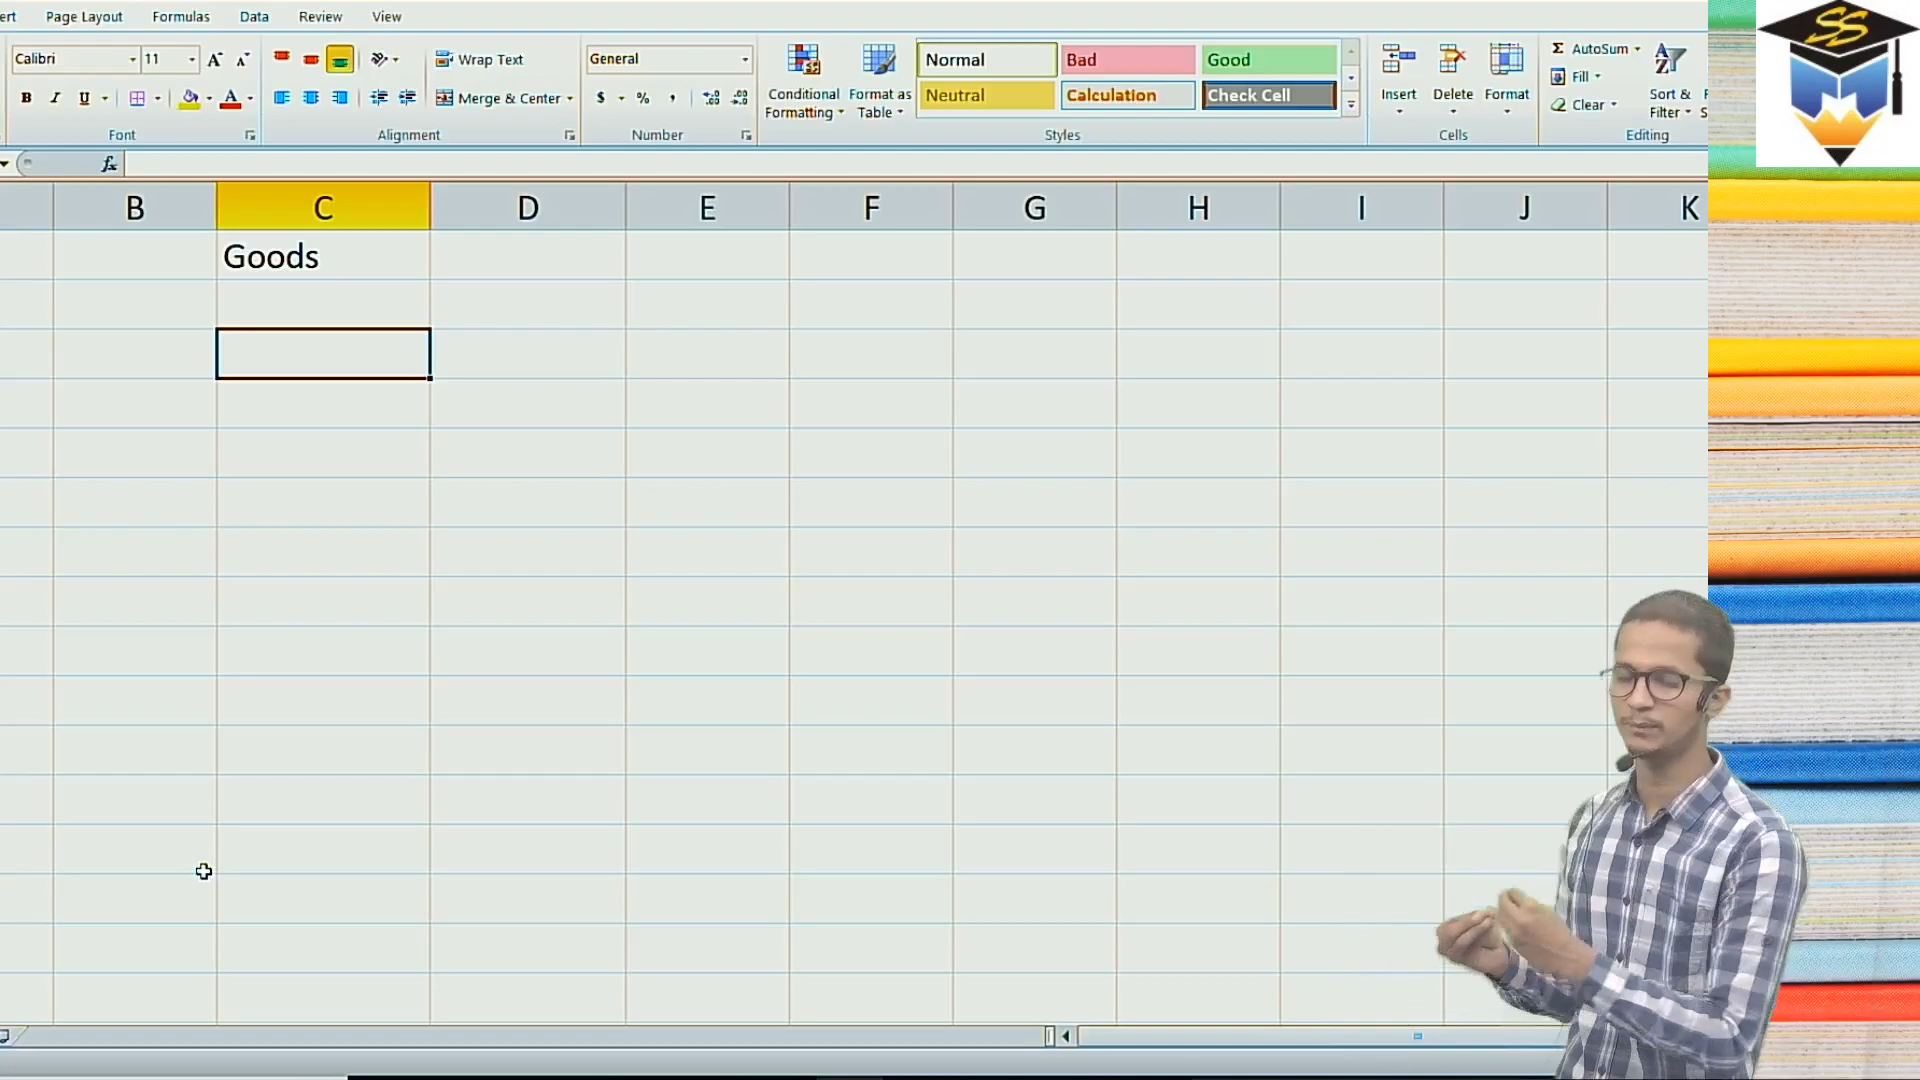 ert Page Layout Formulas Data Review View
Calibri 11 A A Wrap Text General Normal Bad Good AutoSum
B I U A Merge & Center $ % , Conditional Formatting Format as Table Neutral Calculation Check Cell Insert Delete Format Fill Clear Sort & Filter
Font Alignment Number Styles Cells Editing
fx
B C D E F G H I J K
Goods
SS